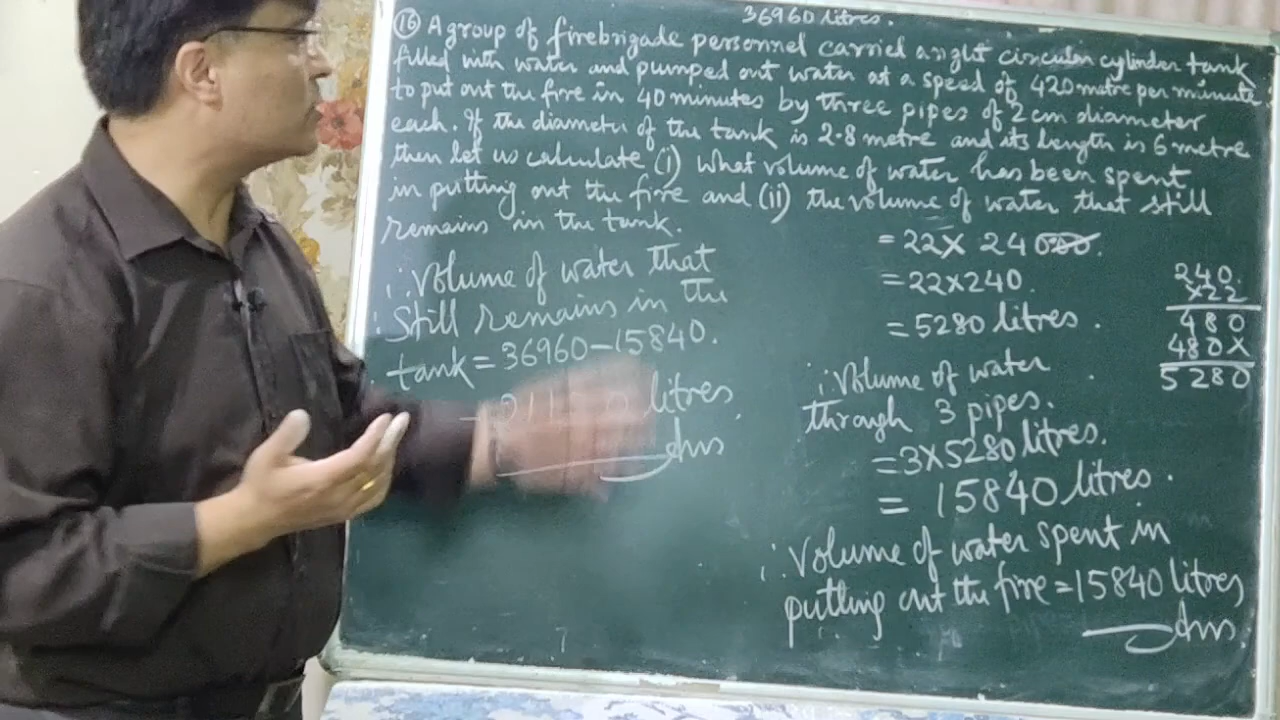 36960 litres.
(16) A group of firebrigade personnel carried a right circular cylinder tank
filled with water and pumped out water at a speed of 420 metre per minute
to put out the fire in 40 minutes by three pipes of 2 cm diameter
each. If the diameter of the tank is 2.8 metre and its length is 6 metre
then let us calculate (i) What volume of water has been spent
in putting out the fire and (ii) the volume of water that still
remains in the tank.
∴ Volume of water that
still remains in the
tank = 36960-15840.
litres
Ans
= 22 X 24
= 22 x 240.
= 5280 litres.
240
x22
480
480X
5280
∴ Volume of water
through 3 pipes.
= 3 X 5280 litres.
= 15840 litres.
∴ Volume of water spent in
putting out the fire = 15840 litres
Ans